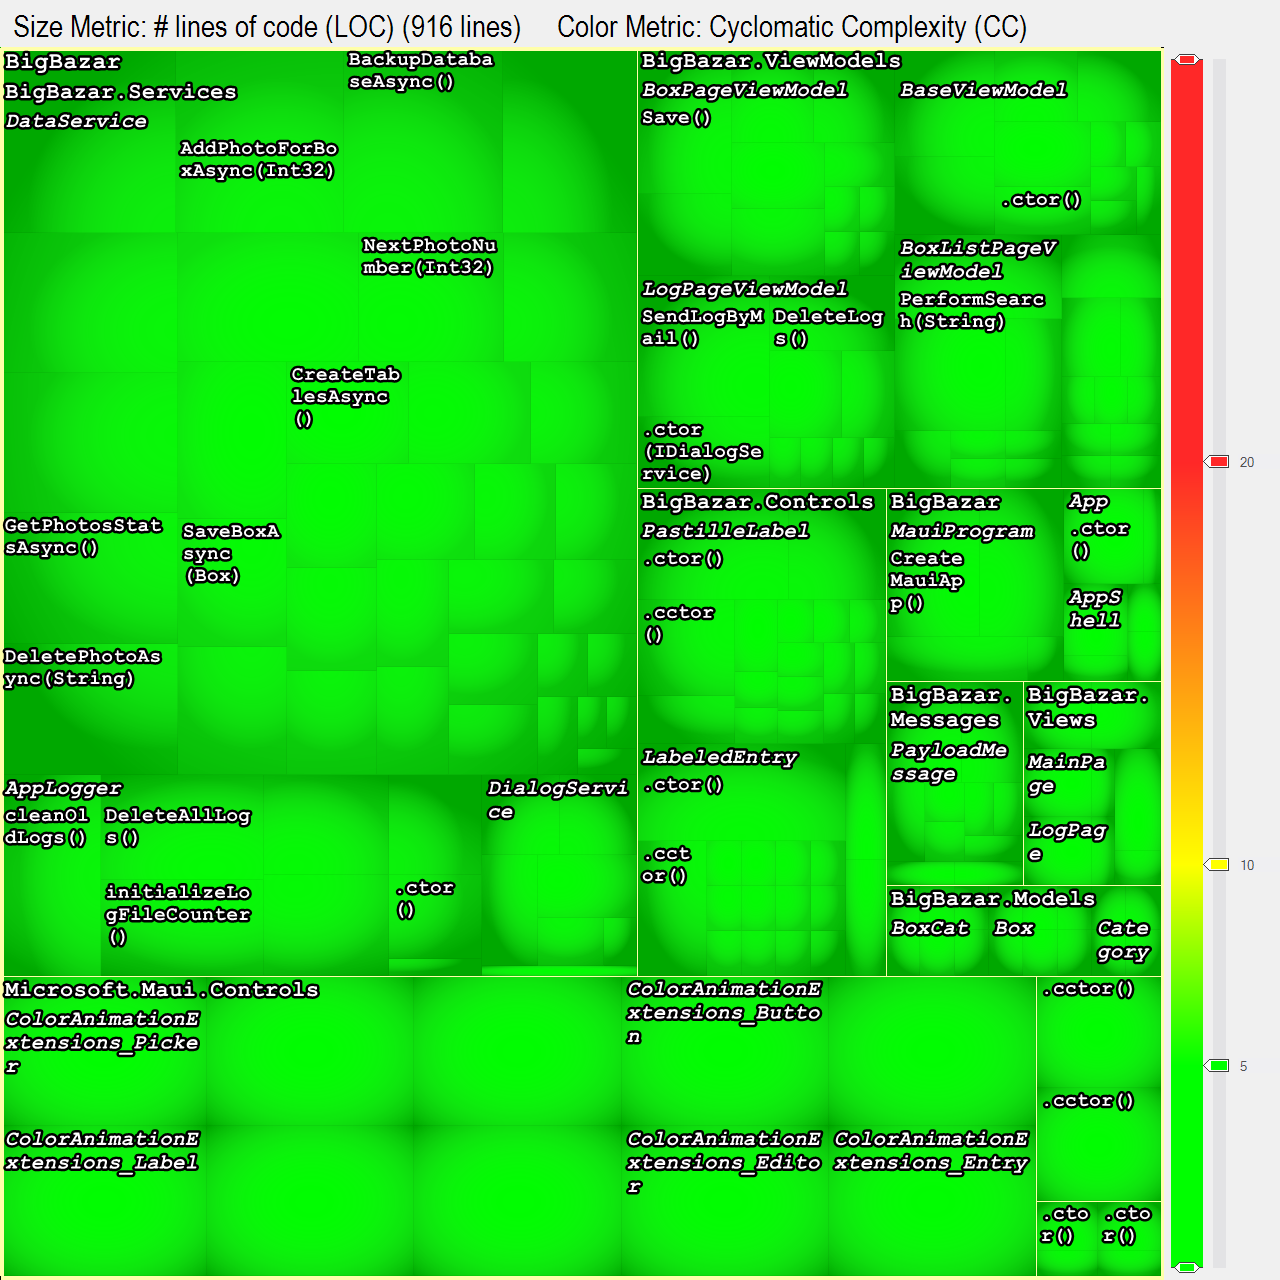 Size Metric: # lines of code (LOC) (916 lines)     Color Metric: Cyclomatic Complexity (CC)
BigBazar
BigBazar.Services
DataService
BackupDataba
seAsync()
AddPhotoForBo
xAsync(Int32)
NextPhotoNu
mber(Int32)
CreateTab
lesAsync
()
GetPhotosStat
sAsync()
SaveBoxA
sync
(Box)
DeletePhotoAs
ync(String)
AppLogger
cleanOl
dLogs()
DeleteAllLog
s()
initializeLo
gFileCounter
()
.ctor
()
DialogServi
ce
BigBazar.ViewModels
BoxPageViewModel
Save()
BaseViewModel
.ctor()
LogPageViewModel
SendLogByM
ail()
DeleteLog
s()
.ctor
(IDialogSe
rvice)
BoxListPageV
iewModel
PerformSearc
h(String)
BigBazar.Controls
PastilleLabel
.ctor()
.cctor
()
LabeledEntry
.ctor()
.cct
or()
BigBazar
MauiProgram
Create
MauiAp
p()
App
.ctor
()
AppS
hell
BigBazar.
Messages
PayloadMe
ssage
BigBazar.
Views
MainPa
ge
LogPag
e
BigBazar.Models
BoxCat
Box
Cate
gory
Microsoft.Maui.Controls
ColorAnimationE
xtensions_Picke
r
ColorAnimationE
xtensions_Butto
n
ColorAnimationE
xtensions_Label
ColorAnimationE
xtensions_Edito
r
ColorAnimationE
xtensions_Entry
.cctor()
.cctor()
.cto
r()
.cto
r()
20
10
5